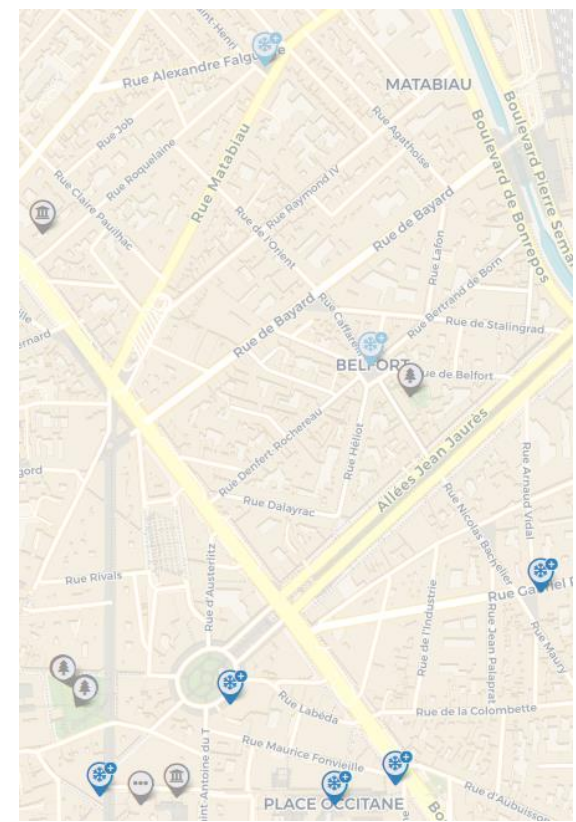 Rue Alexandre Falguière
MATABIAU
Boulevard Pierre Semar
Boulevard de Bonrepos
Rue Job
Rue Agathoise
Rue Roquelaine
Rue Raymond IV
Rue Matabiau
Rue Claire Pauilhac
Rue de l'Orient
Rue de Bayard
Rue Lafon
Rue Bertrand de Born
Rue Caffarelli
Rue de Bayard
Rue de Stalingrad
BELFORT
ue de Belfort
Rue Denfert-Rochereau
Rue Héliot
Allées Jean Jaurès
Rue Arnaud Vidal
Rue Dalayrac
Rue Nicolas Bachelier
Rue Rivals
Rue d'Austerlitz
Rue de l'Industrie
Rue Jean Palaprat
Rue Maury
Rue Labéda
Rue de la Colombette
Rue Maurice Fonvieille
PLACE OCCITANE
Rue d'Aubuisson